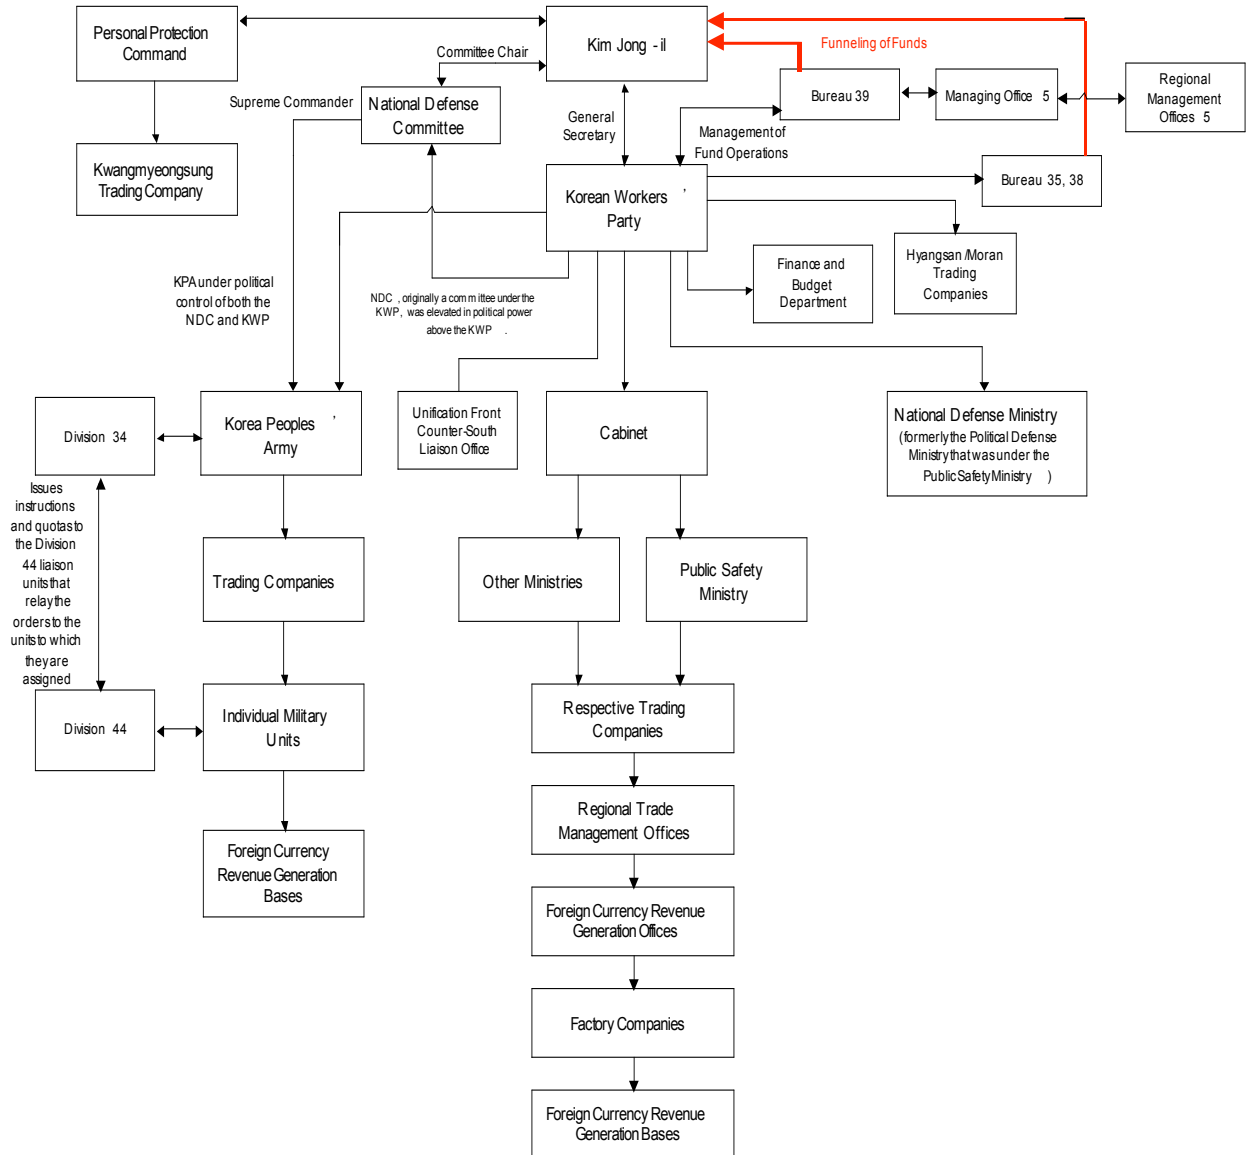 Personal Protection
Command
Kim Jong - il
Funneling of Funds
Committee Chair
Bureau 39
Managing Office 5
Regional
Management
Offices 5
Supreme Commander
National Defense
Committee
General
Secretary
Management of
Fund Operations
Kwangmyeongsung
Trading Company
Korean Workers '
Party
Bureau 35, 38
Hyangsan /Moran
Trading
Companies
Finance and
Budget
Department
KPA under political
control of both the
NDC and KWP
NDC , originally a committee under the
KWP, was elevated in political power
above the KWP .
Division 34
Korea Peoples '
Army
Unification Front
Counter-South
Liaison Office
Cabinet
National Defense Ministry
(formerly the Political Defense
Ministry that was under the
Public Safety Ministry )
Issues
instructions
and quotas to
the Division
44 liaison
units that
relay the
orders to the
units to which
they are
assigned
Trading Companies
Other Ministries
Public Safety
Ministry
Division 44
Individual Military
Units
Respective Trading
Companies
Regional Trade
Management Offices
Foreign Currency
Revenue Generation
Bases
Foreign Currency Revenue
Generation Offices
Factory Companies
Foreign Currency Revenue
Generation Bases